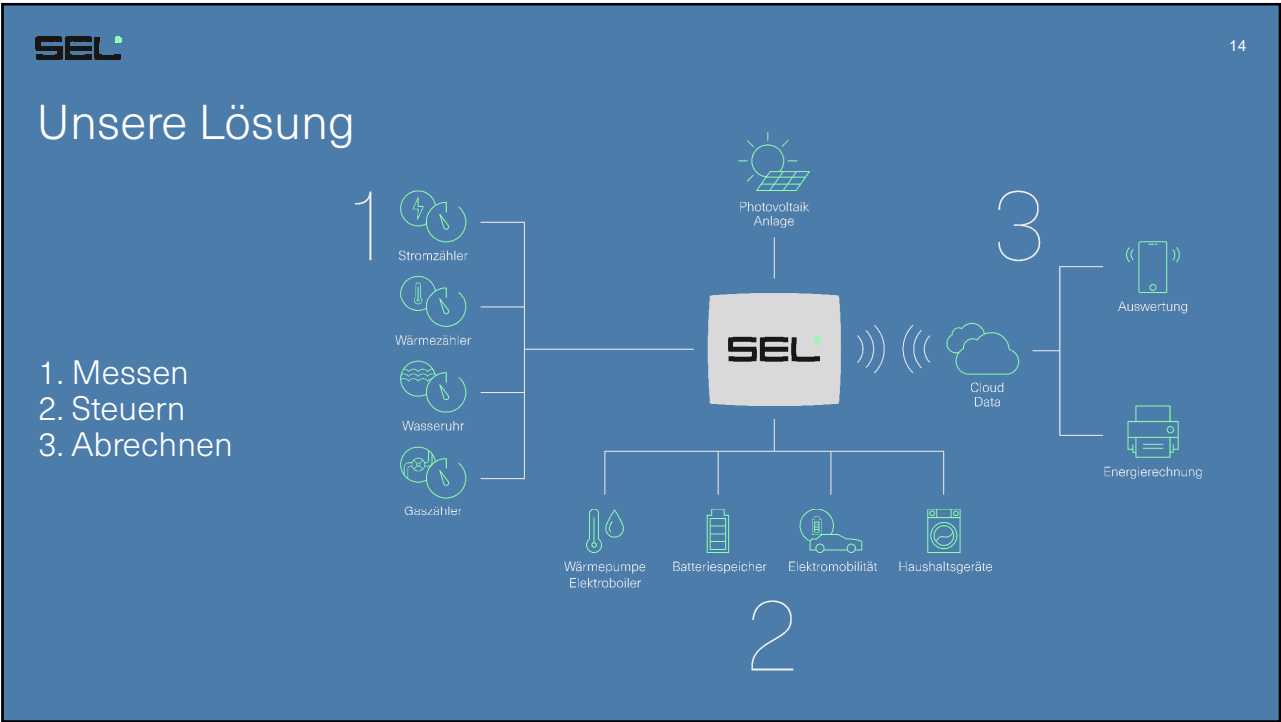 SEL
14
Unsere Lösung
1
Stromzähler
Wärmezähler
Wasseruhr
Gaszähler
1. Messen
2. Steuern
3. Abrechnen
Photovoltaik
Anlage
SEL
3
Cloud
Data
Auswertung
Energierechnung
Wärmepumpe
Elektroboiler
Batteriespeicher
Elektromobilität
Haushaltsgeräte
2